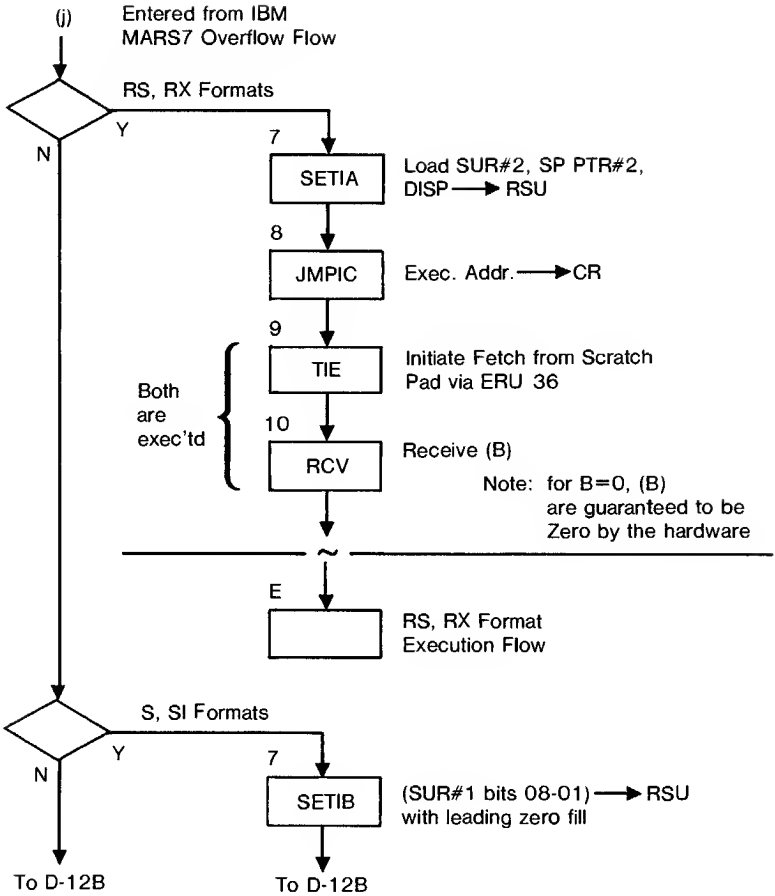 (j)
Entered from IBM
MARS7 Overflow Flow
RS, RX Formats
Y
N
7
SETIA
Load SUR#2, SP PTR#2,
DISP → RSU
8
JMPIC
Exec. Addr. → CR
9
TIE
Initiate Fetch from Scratch
Pad via ERU 36
Both
are
exec'td
10
RCV
Receive (B)
Note: for B=0, (B)
are guaranteed to be
Zero by the hardware
~
E
RS, RX Format
Execution Flow
S, SI Formats
Y
N
7
SETIB
(SUR#1 bits 08-01) → RSU
with leading zero fill
To D-12B
To D-12B